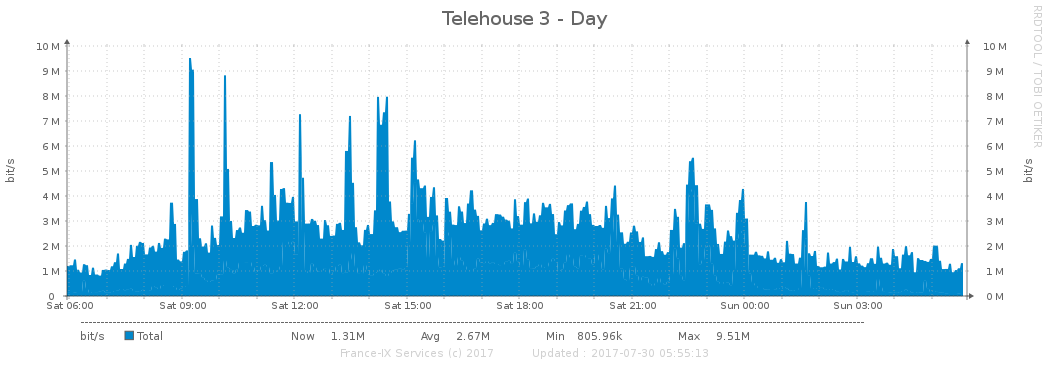 Telehouse 3 - Day
RRDTOOL / TOBI OETIKER
10 M 10 M
9 M 9 M
8 M 8 M
7 M 7 M
6 M 6 M
5 M 5 M
4 M 4 M
3 M 3 M
2 M 2 M
1 M 1 M
0 0 M
bit/s
bit/s
Sat 06:00 Sat 09:00 Sat 12:00 Sat 15:00 Sat 18:00 Sat 21:00 Sun 00:00 Sun 03:00
bit/s Total Now 1.31M Avg 2.67M Min 805.96k Max 9.51M
France-IX Services (c) 2017 Updated : 2017-07-30 05:55:13